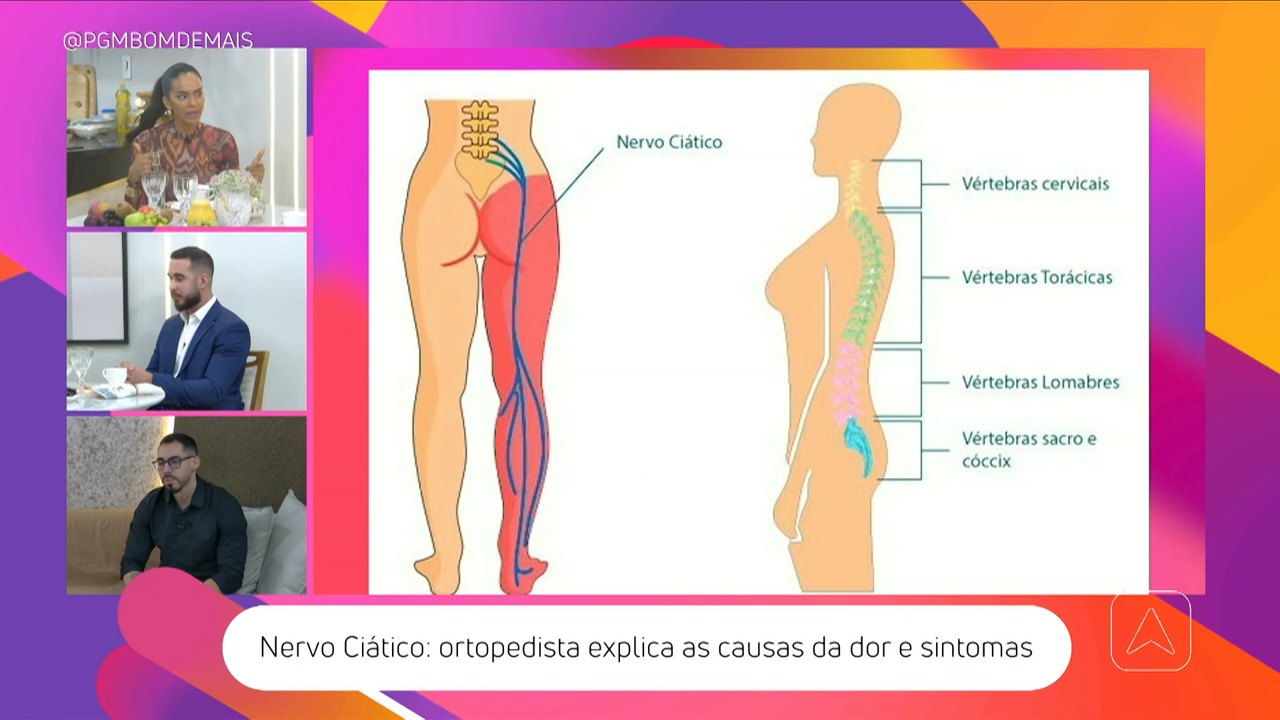 @PGMBOMDEMAIS
Nervo Ciático
Vértebras cervicais
Vértebras Torácicas
Vértebras Lomabres
Vértebras sacro e
cóccix
Nervo Ciático: ortopedista explica as causas da dor e sintomas